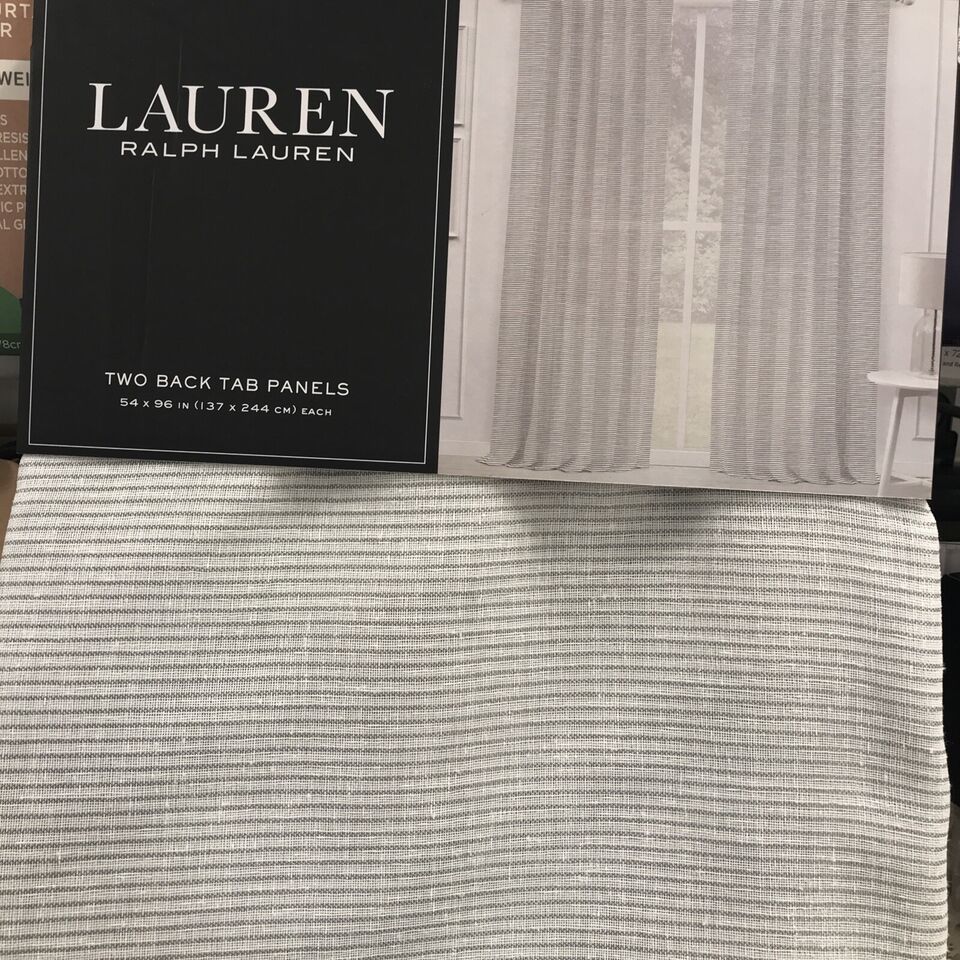 LAUREN
RALPH LAUREN
TWO BACK TAB PANELS
54 x 96 IN (137 x 244 CM) EACH